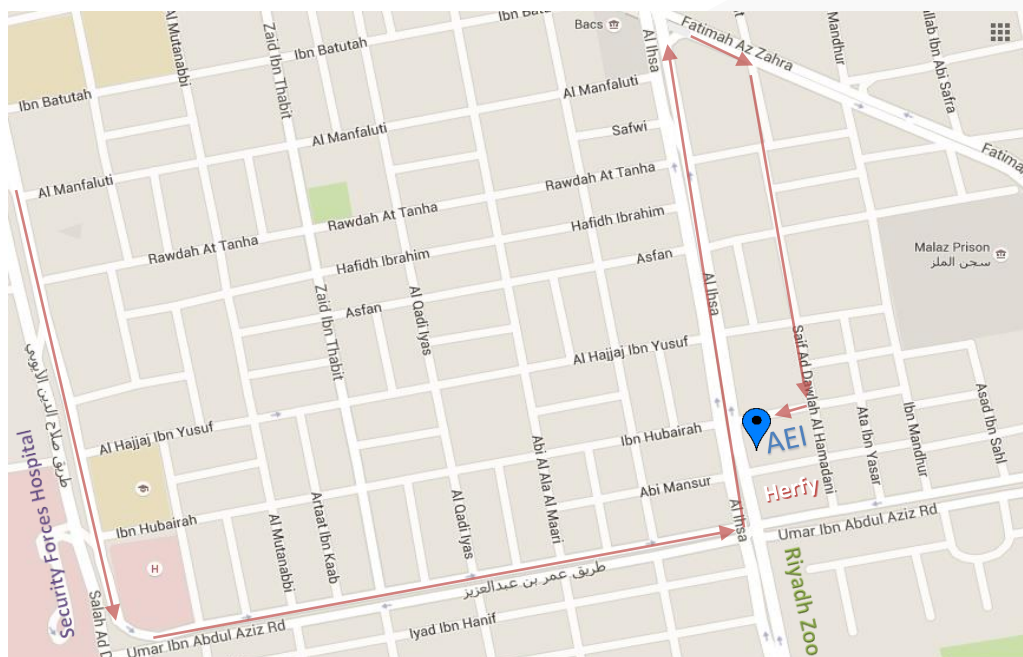 Ibn Batutah
Al Mutanabbi
Zaid Ibn Thabit
Ibn Batutah
Ibn Batu
Bacs
Al Ihsa
Fatimah Az Zahra
Mandhur
Ibn Abi Safra
Al Manfaluti
Al Manfaluti
Al Manfaluti
Safwi
Fatima
Rawdah At Tanha
Rawdah At Tanha
Rawdah At Tanha
Hafidh Ibrahim
Hafidh Ibrahim
Asfan
Asfan
Malaz Prison
سجن الملز
Al Ihsa
Zaid Ibn Thabit
Al Qadi Iyas
Al Hajjaj Ibn Yusuf
Al Hajjaj Ibn Yusuf
Saif Ad Dawlah Al Hamadani
Ata Ibn Yasar
Ibn Mandhur
Asad Ibn Sahl
طريق صلاح الدين الأيوبي
Security Forces Hospital
Ibn Hubairah
Ibn Hubairah
AEI
Abi Al Ala Al Maari
Abi Mansur
Herfy
Al Qadi Iyas
Artaat Ibn Kaab
Al Mutanabbi
Al Ihsa
H
Umar Ibn Abdul Aziz Rd
Umar Ibn Abdul Aziz Rd
طريق عمر بن عبدالعزيز
Iyad Ibn Hanif
Salah Ad D
Riyadh Zoo